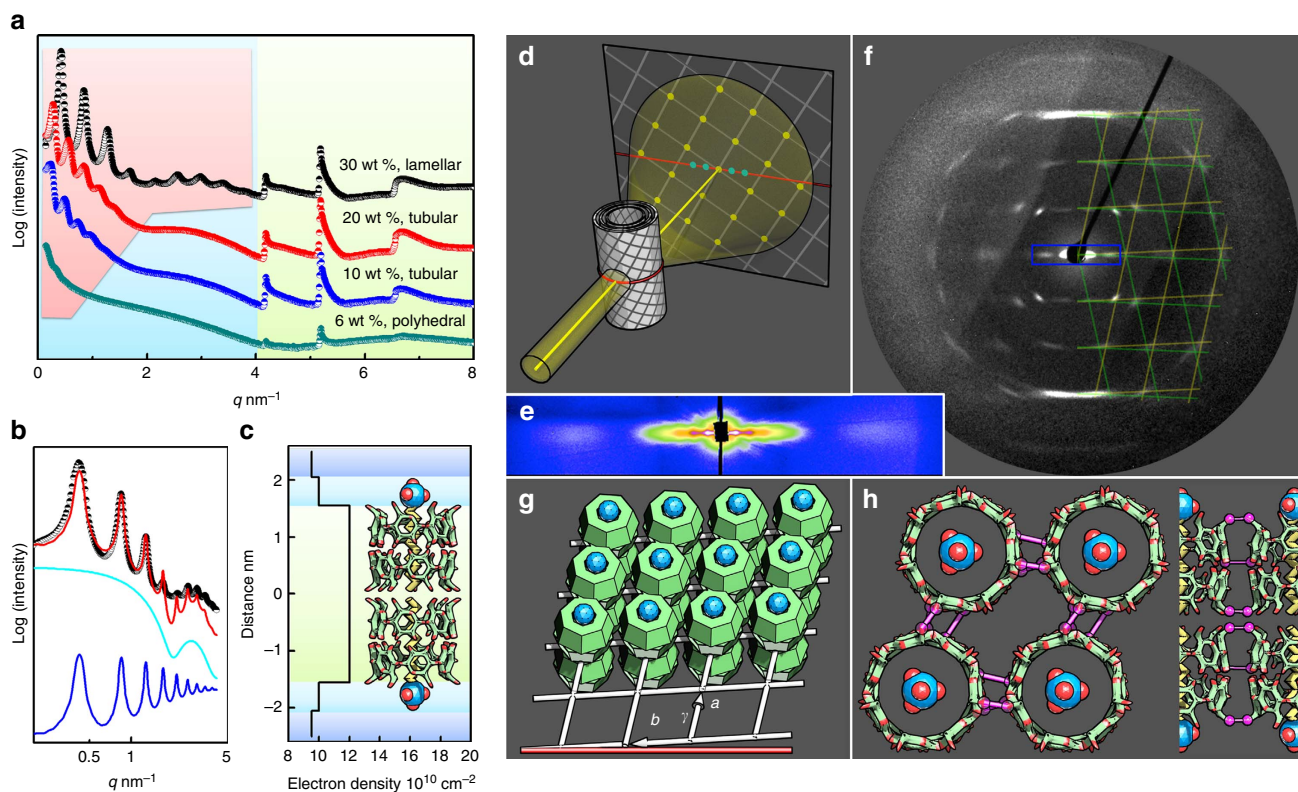 a
Log (intensity)
30 wt %, lamellar
20 wt %, tubular
10 wt %, tubular
6 wt %, polyhedral
0 2 4 6 8
q nm⁻¹
b
Log (intensity)
0.5 1 5
q nm⁻¹
c
Distance nm
2
1
0
−1
−2
8 10 12 14 16 18 20
Electron density 10¹⁰ cm⁻²
d
e
f
g
a
b γ
h